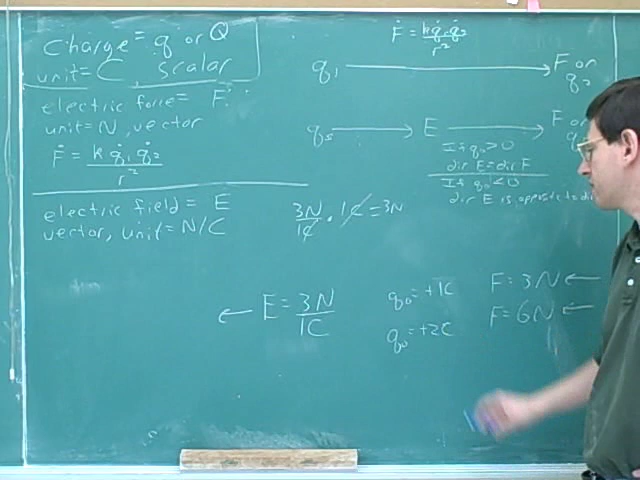 charge = q or Q
unit = C, scalar
electric force = F
unit = N, vector
F = k q₁ q₂
r²
electric field = E
vector, unit = N/C
F = k q₁ q₂
r²
q₁ → F on q₂
qₛ → E → F on
If q₀ > 0
dir E = dir F
If q₀ < 0
dir E is opposite to
3N/1C · 1C = 3N
← E = 3N/1C
q₀ = +1C F = 3N ←
q₀ = +2C F = 6N ←